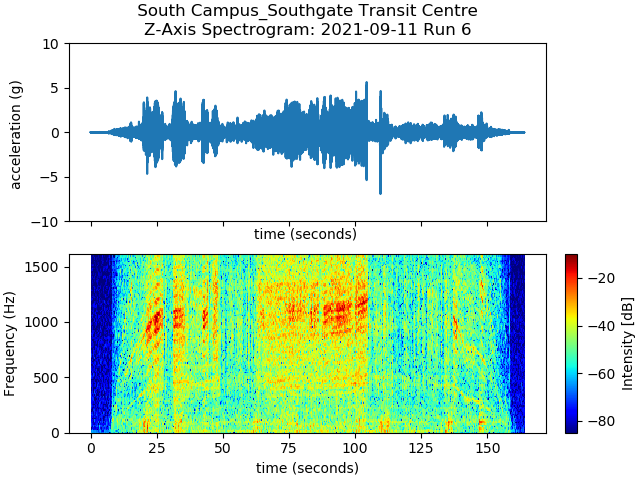 South Campus_Southgate Transit Centre
Z-Axis Spectrogram: 2021-09-11 Run 6
10
5
0
−5
−10
acceleration (g)
time (seconds)
1500
1000
500
0
Frequency (Hz)
0 25 50 75 100 125 150
time (seconds)
−20
−40
−60
−80
Intensity [dB]